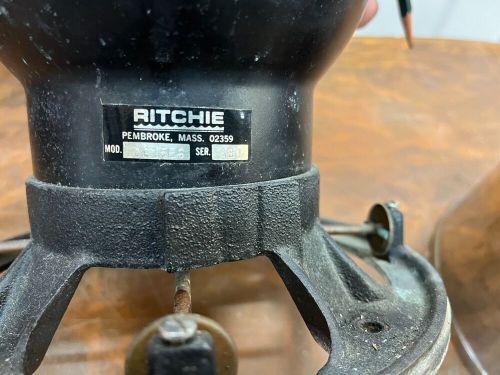 RITCHIE
PEMBROKE, MASS. 02359
MOD. SER.